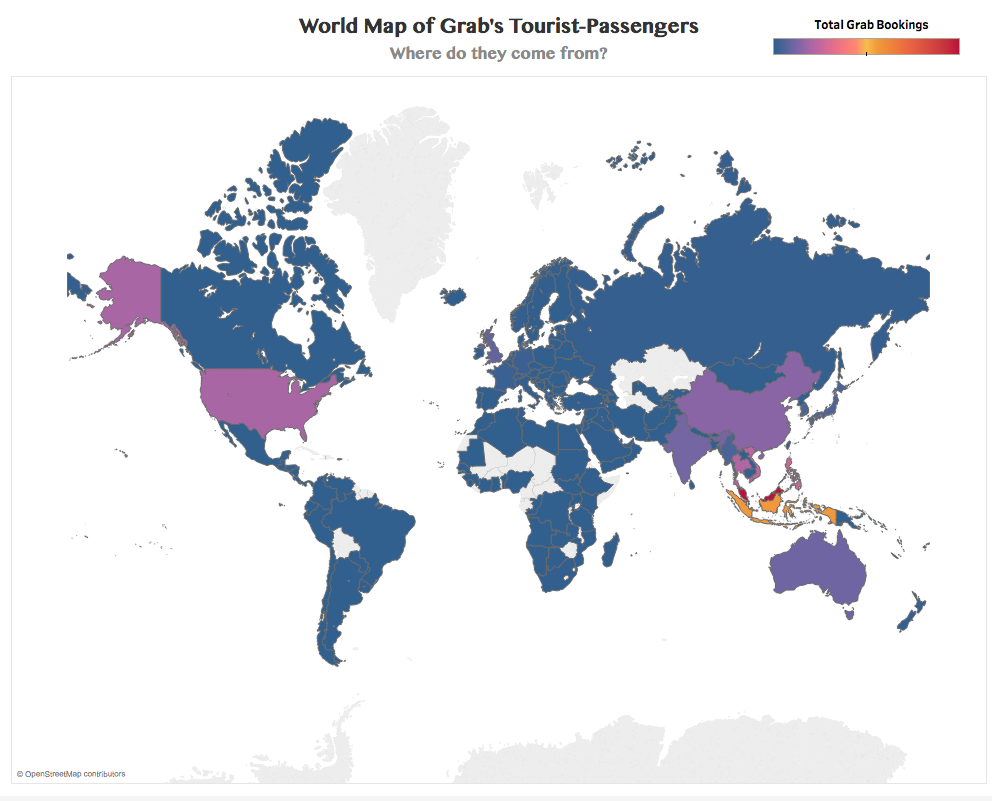 World Map of Grab's Tourist-Passengers
Where do they come from?
Total Grab Bookings
© OpenStreetMap contributors